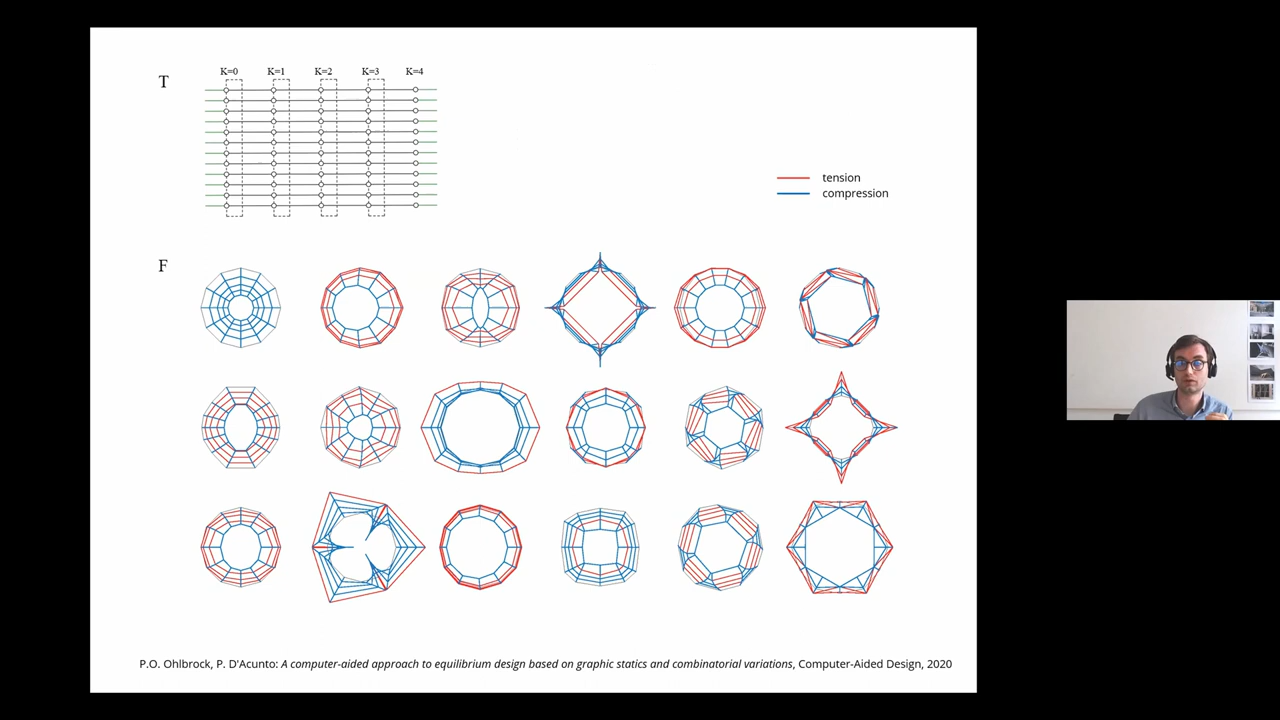 T
K=0 K=1 K=2 K=3 K=4
tension
compression
F
P.O. Ohlbrock, P. D'Acunto: A computer-aided approach to equilibrium design based on graphic statics and combinatorial variations, Computer-Aided Design, 2020